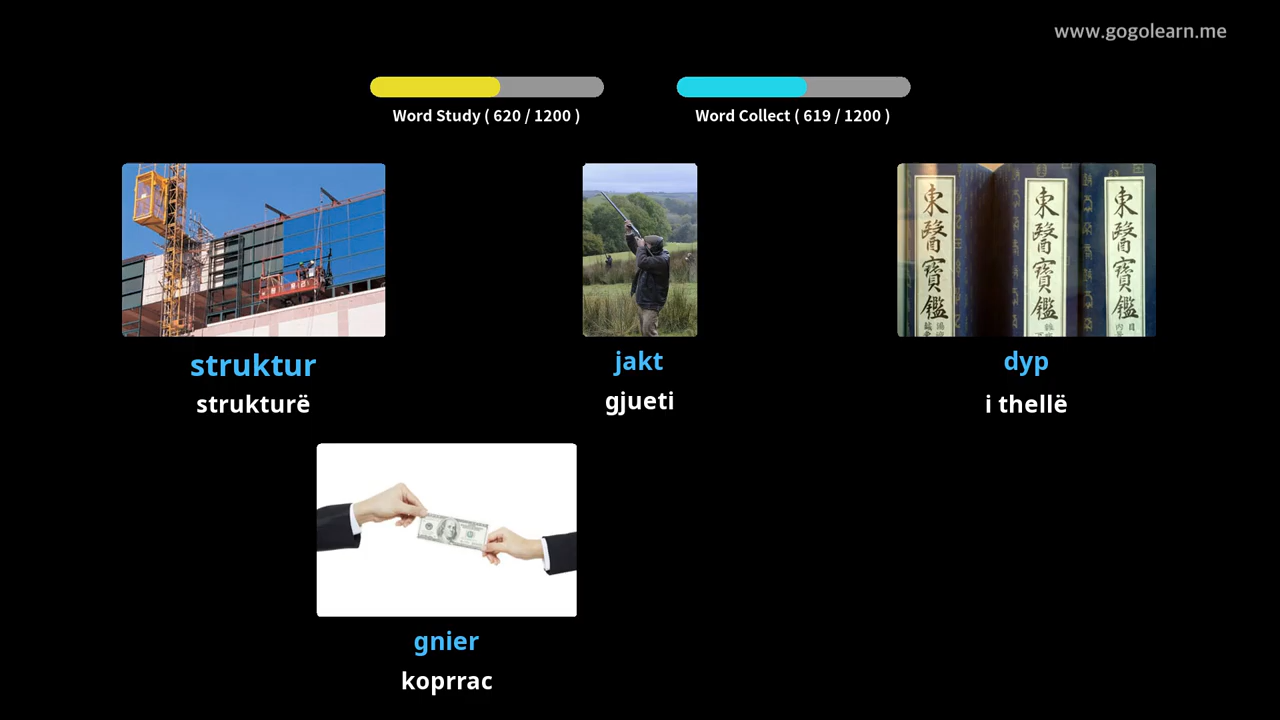 www.gogolearn.me
Word Study ( 620 / 1200 )
Word Collect ( 619 / 1200 )
東醫寶鑑
東醫寶鑑
東醫寶鑑
struktur
strukturë
jakt
gjueti
dyp
i thellë
gnier
koprrac